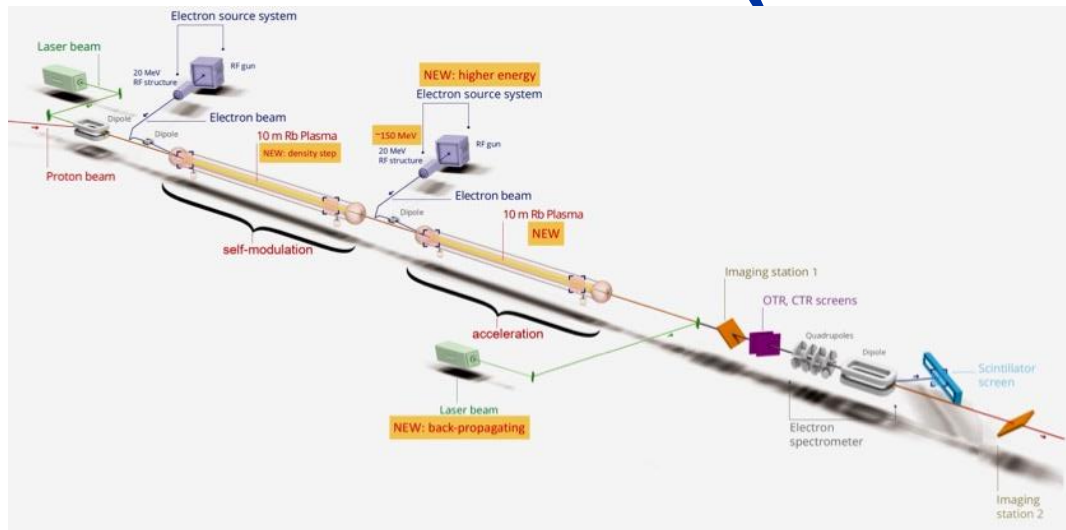 Electron source system
Laser beam
20 MeV
RF structure
RF gun
Dipole
Electron beam
Dipole
Proton beam
10 m Rb Plasma
NEW: density step
self-modulation
NEW: higher energy
Electron source system
~150 MeV
20 MeV
RF structure
RF gun
Electron beam
Dipole
10 m Rb Plasma
NEW
acceleration
Laser beam
NEW: back-propagating
Imaging station 1
OTR, CTR screens
Quadrupoles
Dipole
Scintillator
screen
Electron
spectrometer
Imaging
station 2